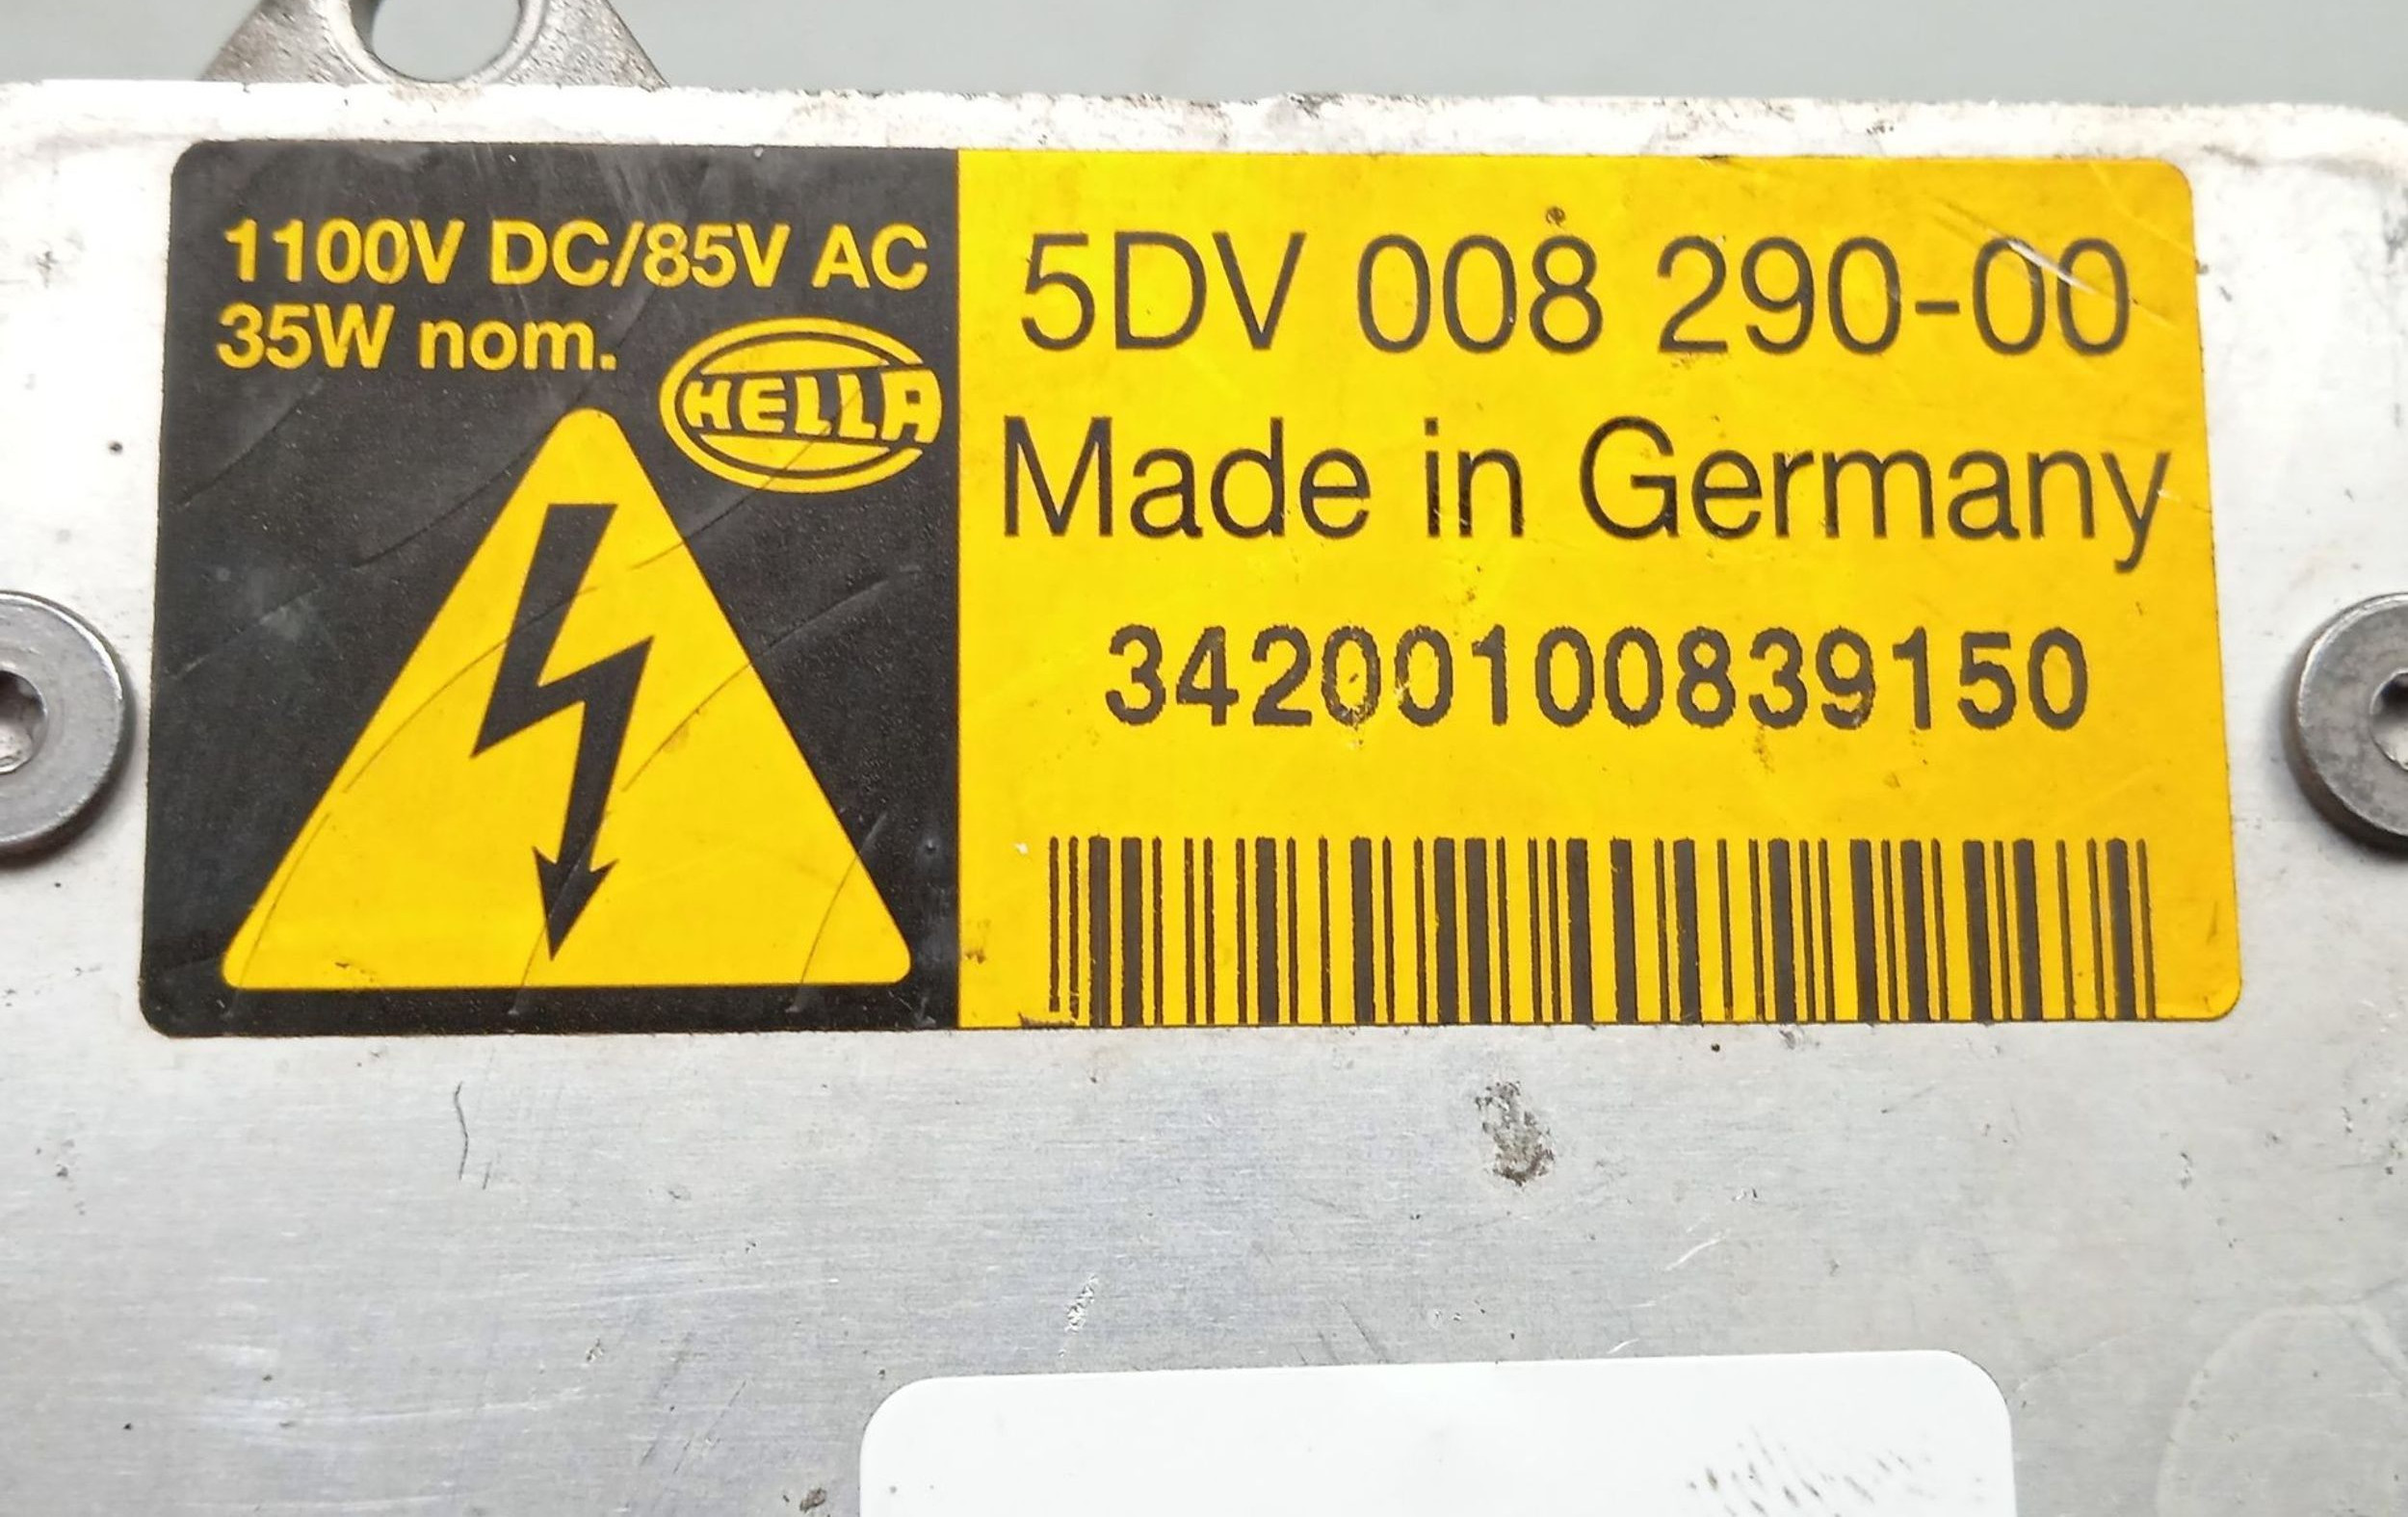 1100V DC/85V AC
35W nom.
HELLA
5DV 008 290-00
Made in Germany
34200100839150